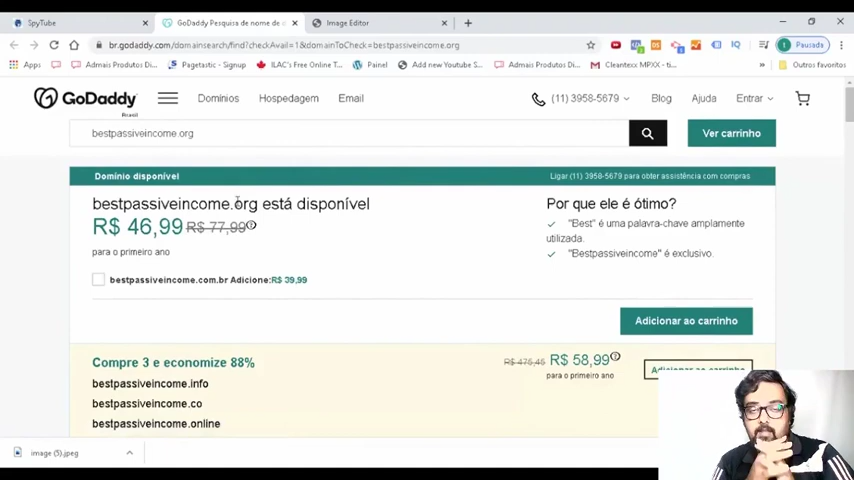 SpyTube
GoDaddy Pesquisa de nome de d
Image Editor
br.godaddy.com/domainsearch/find?checkAvail=1&domainToCheck=bestpassiveincome.org
Pausada
Apps
Admais Produtos Di...
Pagetastic - Signup
ILAC's Free Online T...
Painel
Add new Youtube S...
Admais Produtos Di...
Cleantexx MPXX - ti...
Outros favoritos
GoDaddy
Brasil
Domínios
Hospedagem
Email
(11) 3958-5679
Blog
Ajuda
Entrar
bestpassiveincome.org
Ver carrinho
Domínio disponível
Ligar (11) 3958-5679 para obter assistência com compras
bestpassiveincome.org está disponível
R$ 46,99 R$ 77,99
para o primeiro ano
bestpassiveincome.com.br Adicione:R$ 39,99
Por que ele é ótimo?
"Best" é uma palavra-chave amplamente
utilizada.
"Bestpassiveincome" é exclusivo.
Adicionar ao carrinho
Compre 3 e economize 88%
R$ 475,45 R$ 58,99
para o primeiro ano
Adicionar ao carrinho
bestpassiveincome.info
bestpassiveincome.co
bestpassiveincome.online
image (5).jpeg